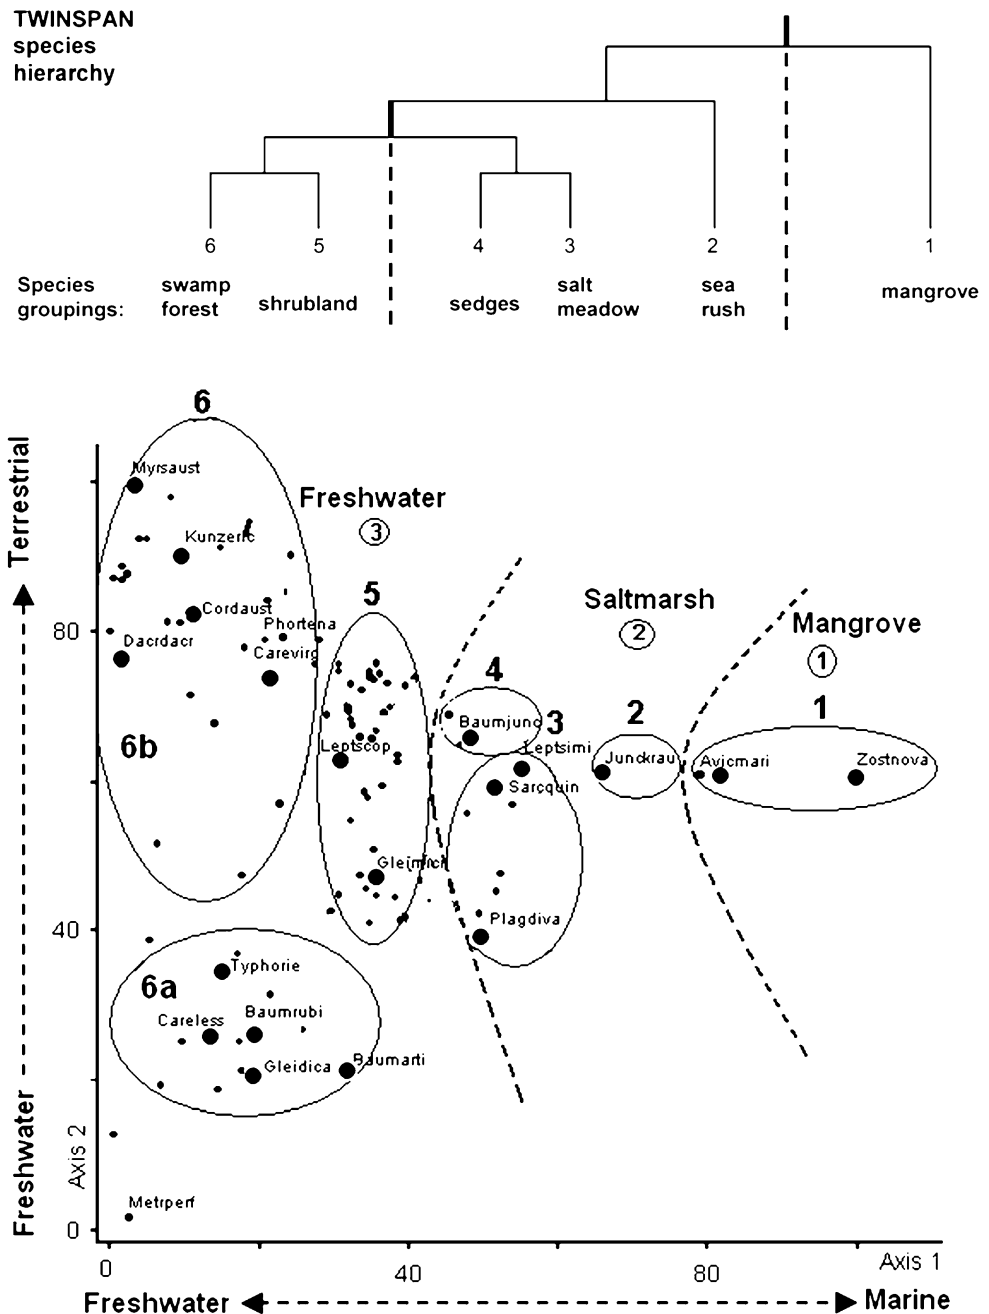 TWINSPAN
species
hierarchy
6 5 4 3 2 1
Species
groupings:
swamp
forest
shrubland
sedges
salt
meadow
sea
rush
mangrove
6
Terrestrial
Myrsaust
Freshwater
3
Kunzeric
5
Saltmarsh
2
Mangrove
1
Cordaust
Phortena
80
Dacrdacr
Carevirg
4
3
2
1
6b
Baumjunc
Leptscop
Leptsimi
Junckrau
Avicmari
Zostnova
Sarcquin
Gleimicr
40
Plagdiva
6a
Typhorie
Careless
Baumrubi
Gleidica
Baumarti
Freshwater
Axis 2
Metrperf
0
0 40 80
Axis 1
Freshwater
Marine